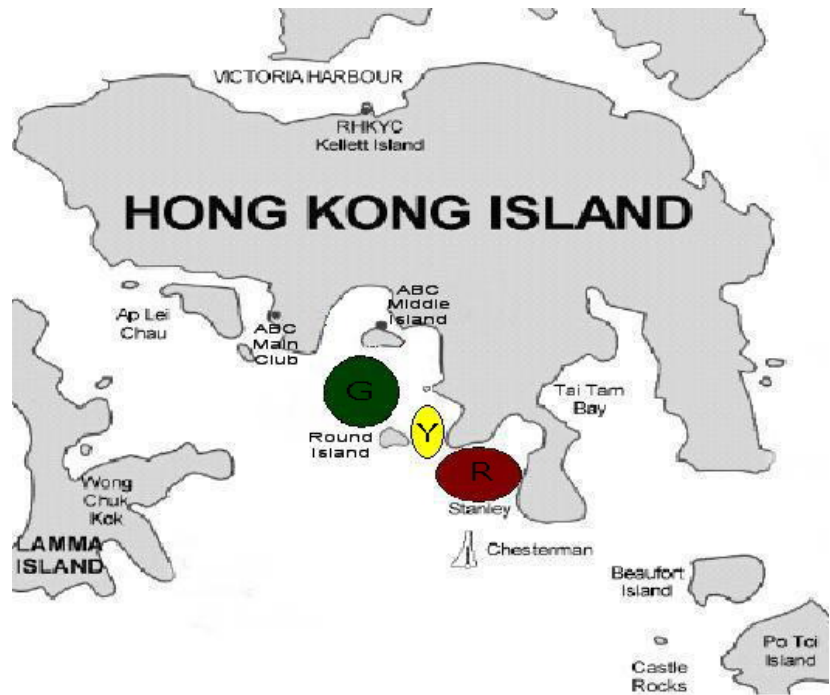 VICTORIA HARBOUR
RHKYC
Kellett Island
HONG KONG ISLAND
ABC
Middle
Island
Ap Lei
Chau
ABC
Main
Club
G
Tai Tam
Bay
Y
Round
Island
R
Wong
Chuk
Kok
Stanley
LAMMA
ISLAND
Chesterman
Beaufort
Island
Po Toi
Island
Castle
Rocks